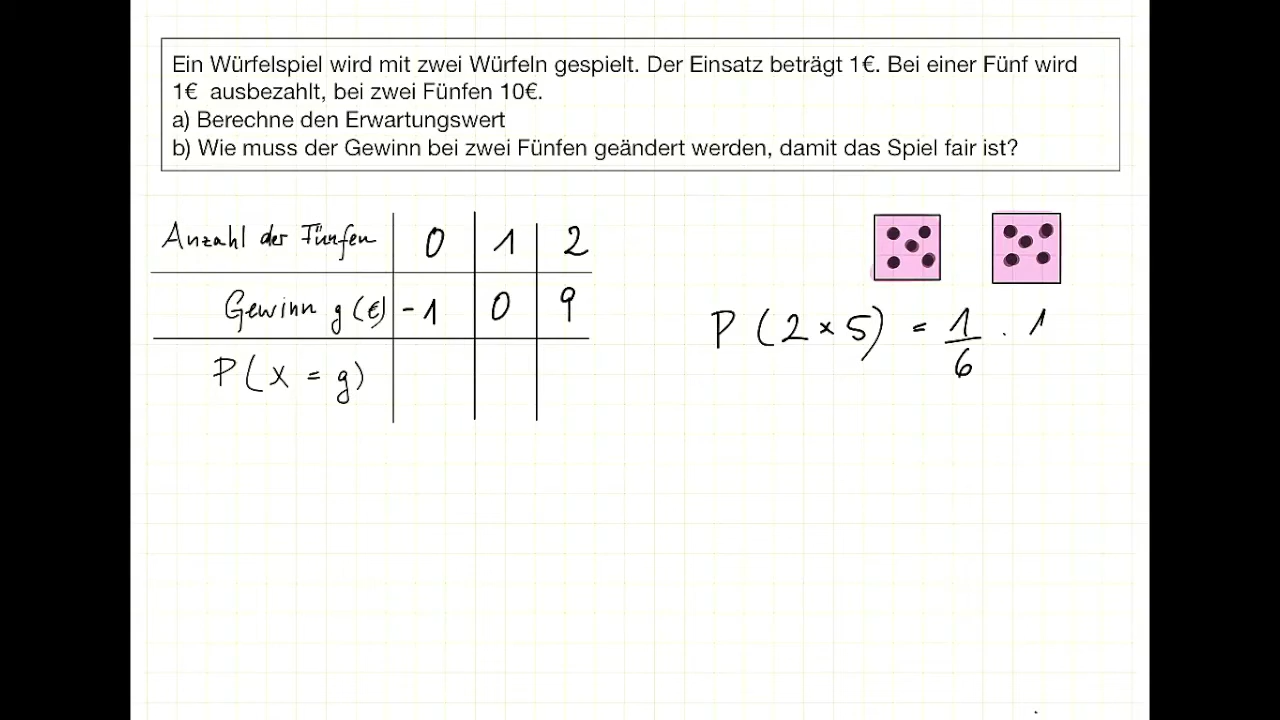 Ein Würfelspiel wird mit zwei Würfeln gespielt. Der Einsatz beträgt 1€. Bei einer Fünf wird
1€ ausbezahlt, bei zwei Fünfen 10€.
a) Berechne den Erwartungswert
b) Wie muss der Gewinn bei zwei Fünfen geändert werden, damit das Spiel fair ist?
Anzahl der Fünfen 0 1 2
Gewinn g (€) -1 0 9
P(X = g)
P(2×5) = 1/6 · 1